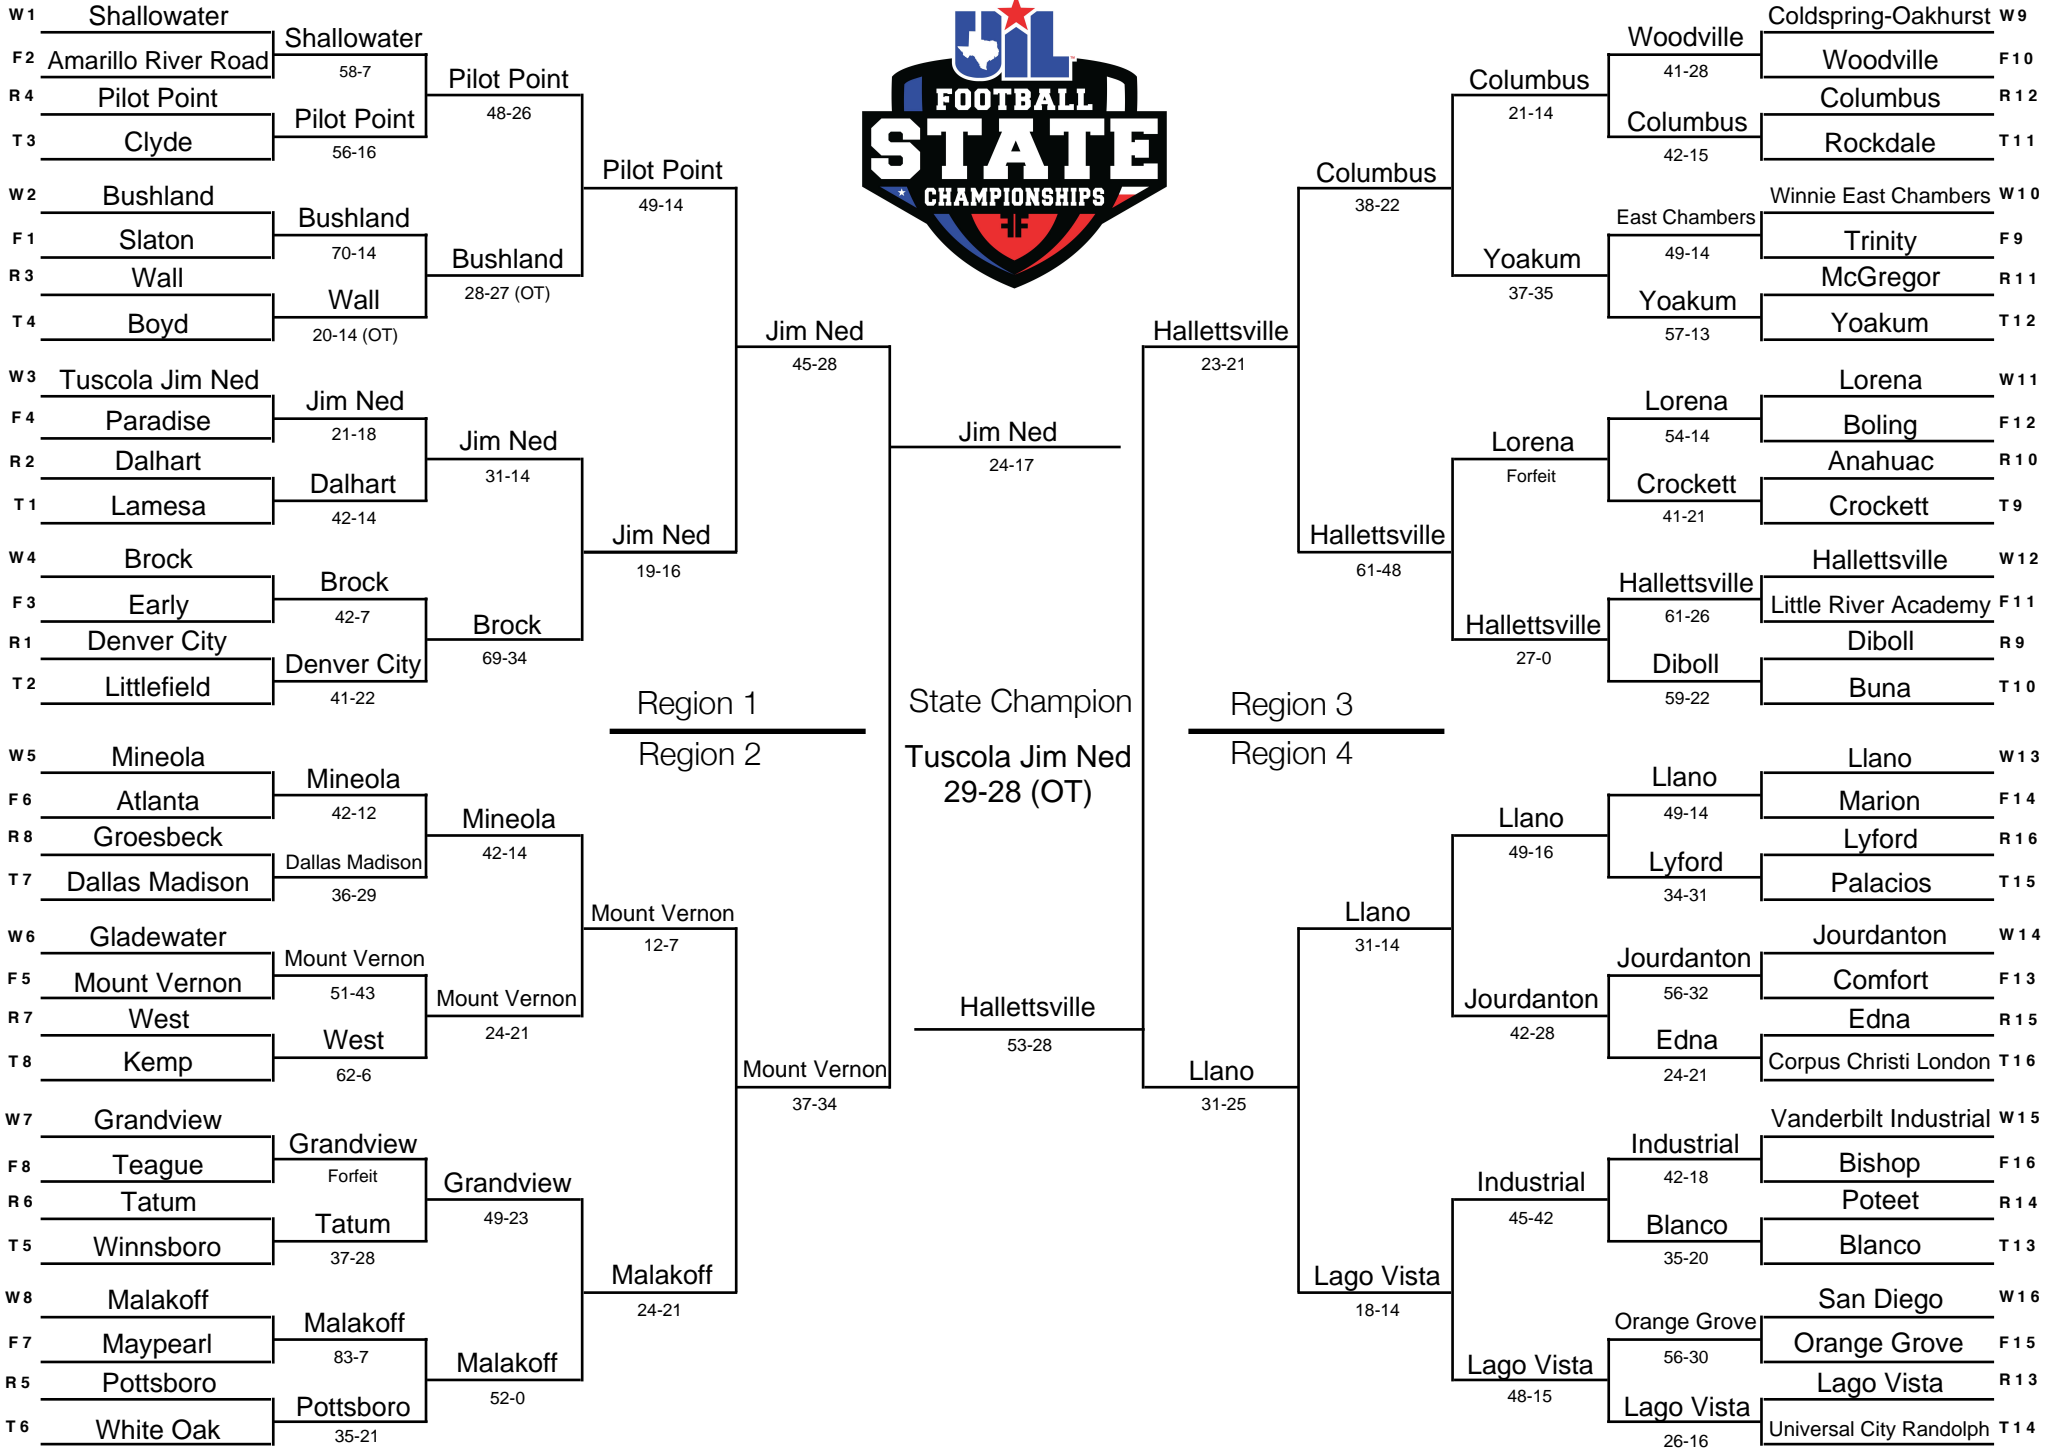 W1 Shallowater
F2 Amarillo River Road
R4 Pilot Point
T3 Clyde
W2 Bushland
F1 Slaton
R3 Wall
T4 Boyd
W3 Tuscola Jim Ned
F4 Paradise
R2 Dalhart
T1 Lamesa
W4 Brock
F3 Early
R1 Denver City
T2 Littlefield
W5 Mineola
F6 Atlanta
R8 Groesbeck
T7 Dallas Madison
W6 Gladewater
F5 Mount Vernon
R7 West
T8 Kemp
W7 Grandview
F8 Teague
R6 Tatum
T5 Winnsboro
W8 Malakoff
F7 Maypearl
R5 Pottsboro
T6 White Oak
Shallowater
58-7
Pilot Point
56-16
Bushland
70-14
Wall
20-14 (OT)
Jim Ned
21-18
Dalhart
42-14
Brock
42-7
Denver City
41-22
Mineola
42-12
Dallas Madison
36-29
Mount Vernon
51-43
West
62-6
Grandview
Forfeit
Tatum
37-28
Malakoff
83-7
Pottsboro
35-21
Pilot Point
48-26
Bushland
28-27 (OT)
Jim Ned
31-14
Brock
69-34
Mineola
42-14
Mount Vernon
24-21
Grandview
49-23
Malakoff
52-0
Pilot Point
49-14
Jim Ned
19-16
Mount Vernon
12-7
Malakoff
24-21
Jim Ned
45-28
Mount Vernon
37-34
Region 1
Region 2
UIL
FOOTBALL
STATE
CHAMPIONSHIPS
Jim Ned
24-17
State Champion
Tuscola Jim Ned
29-28 (OT)
Hallettsville
53-28
Region 3
Region 4
Hallettsville
23-21
Llano
31-25
Columbus
38-22
Hallettsville
61-48
Llano
31-14
Lago Vista
18-14
Columbus
21-14
Yoakum
37-35
Lorena
Forfeit
Hallettsville
27-0
Llano
49-16
Jourdanton
42-28
Industrial
45-42
Lago Vista
48-15
Woodville
41-28
Columbus
42-15
East Chambers
49-14
Yoakum
57-13
Lorena
54-14
Crockett
41-21
Hallettsville
61-26
Diboll
59-22
Llano
49-14
Lyford
34-31
Jourdanton
56-32
Edna
24-21
Industrial
42-18
Blanco
35-20
Orange Grove
56-30
Lago Vista
26-16
Coldspring-Oakhurst W9
Woodville F10
Columbus R12
Rockdale T11
Winnie East Chambers W10
Trinity F9
McGregor R11
Yoakum T12
Lorena W11
Boling F12
Anahuac R10
Crockett T9
Hallettsville W12
Little River Academy F11
Diboll R9
Buna T10
Llano W13
Marion F14
Lyford R16
Palacios T15
Jourdanton W14
Comfort F13
Edna R15
Corpus Christi London T16
Vanderbilt Industrial W15
Bishop F16
Poteet R14
Blanco T13
San Diego W16
Orange Grove F15
Lago Vista R13
Universal City Randolph T14